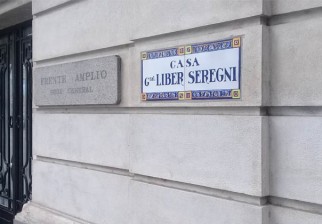 FRENTE AMPLIO
SEDE CENTRAL
CASA
Gral LIBER SEREGNI